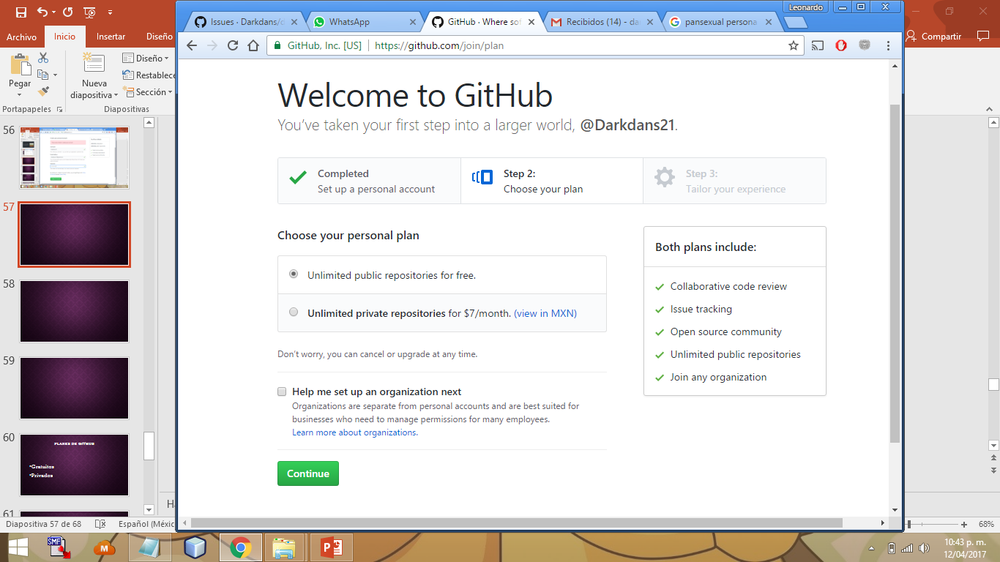 Leonardo
Issues · Darkdans/d
WhatsApp
GitHub · Where sof
Recibidos (14) - da
pansexual persona
Archivo
Inicio
Insertar
Diseño
Compartir
GitHub, Inc. [US]
https://github.com/join/plan
Pegar
Nueva
diapositiva
Diseño
Restablece
Sección
Portapapeles
Diapositivas
56
57
58
59
60
PLANES DE GITHUB
•Gratuitos
•Privados
61
Welcome to GitHub
You've taken your first step into a larger world, @Darkdans21.
Completed
Set up a personal account
Step 2:
Choose your plan
Step 3:
Tailor your experience
Choose your personal plan
Unlimited public repositories for free.
Unlimited private repositories for $7/month. (view in MXN)
Don't worry, you can cancel or upgrade at any time.
Help me set up an organization next
Organizations are separate from personal accounts and are best suited for
businesses who need to manage permissions for many employees.
Learn more about organizations.
Continue
Both plans include:
Collaborative code review
Issue tracking
Open source community
Unlimited public repositories
Join any organization
Diapositiva 57 de 68
Español (Méxic
68%
SMF
10:43 p. m.
12/04/2017